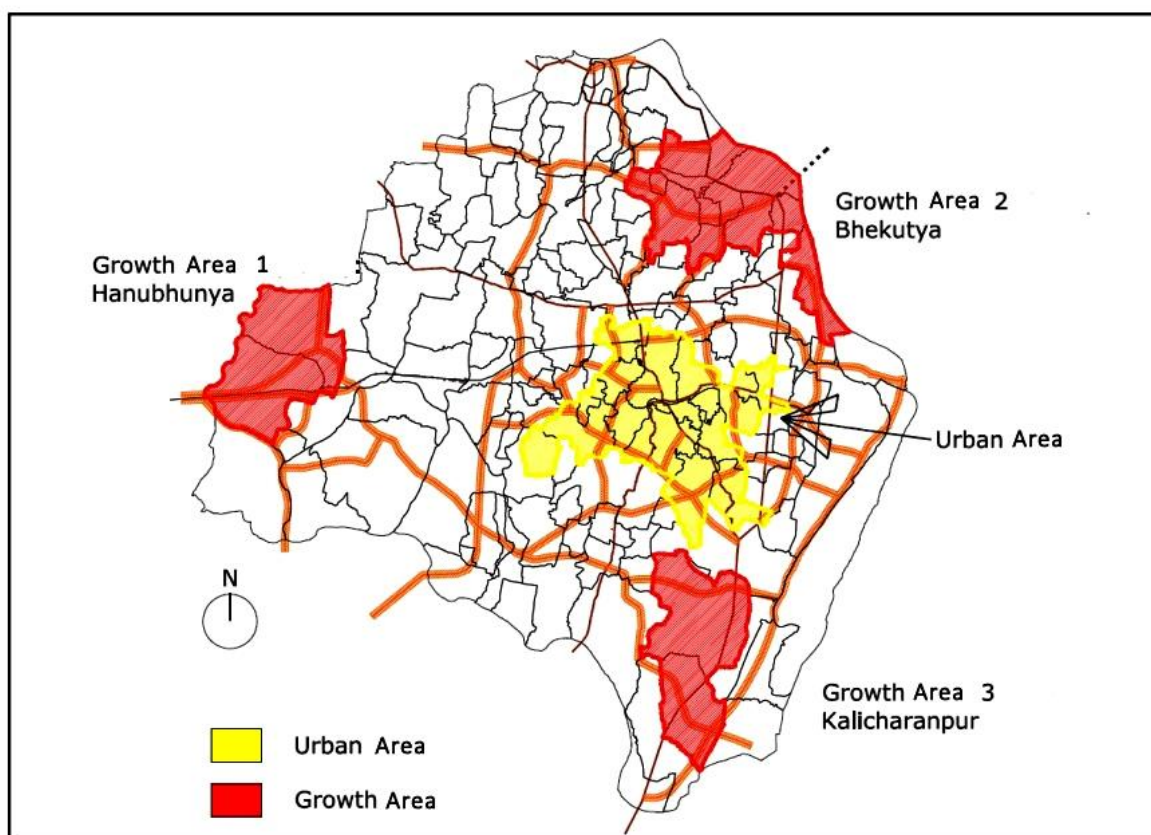 Growth Area 2
Bhekutya
Growth Area 1
Hanubhunya
Urban Area
N
Growth Area 3
Kalicharanpur
Urban Area
Growth Area